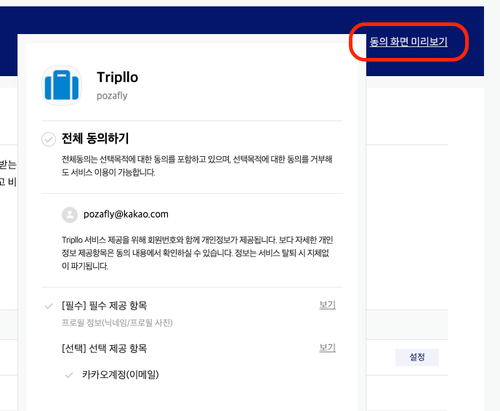 동의 화면 미리보기
Tripllo
pozafly
전체 동의하기
전체동의는 선택목적에 대한 동의를 포함하고 있으며, 선택목적에 대한 동의를 거부해
도 서비스 이용이 가능합니다.
받는
고 비
pozafly@kakao.com
Tripllo 서비스 제공을 위해 회원번호와 함께 개인정보가 제공됩니다. 보다 자세한 개인
정보 제공항목은 동의 내용에서 확인하실 수 있습니다. 정보는 서비스 탈퇴 시 지체없
이 파기됩니다.
[필수] 필수 제공 항목 보기
프로필 정보(닉네임/프로필 사진)
[선택] 선택 제공 항목 보기
설정
카카오계정(이메일)